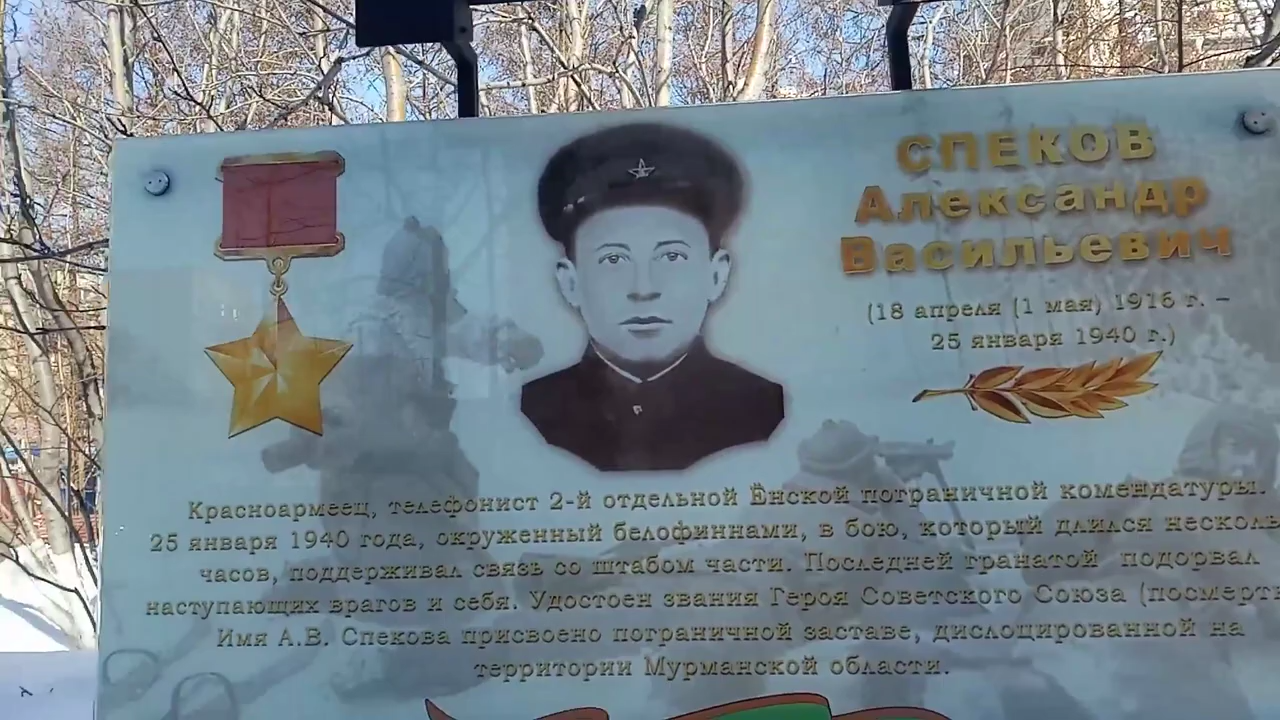 СПЕКОВ
Александр
Васильевич
(18 апреля (1 мая) 1916 г. –
25 января 1940 г.)
Красноармеец, телефонист 2-й отдельной Ёнской пограничной комендатуры.
25 января 1940 года, окруженный белофиннами, в бою, который длился несколь
часов, поддерживал связь со штабом части. Последней гранатой подорвал
наступающих врагов и себя. Удостоен звания Героя Советского Союза (посмертн
Имя А.В. Спекова присвоено пограничной заставе, дислоцированной на
территории Мурманской области.